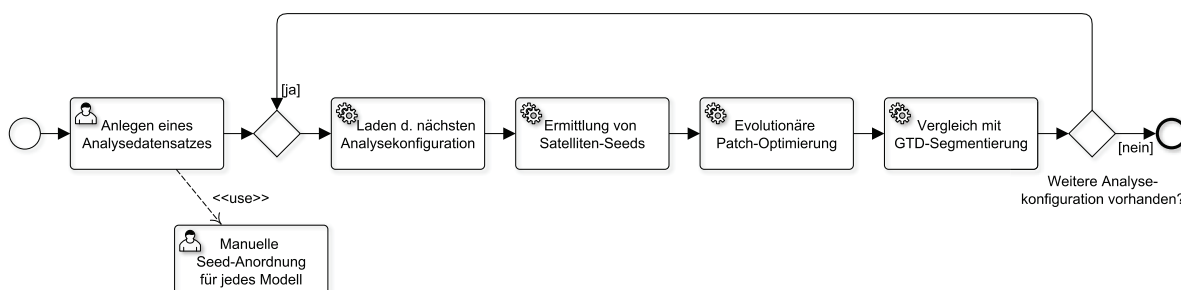 [ja]
Anlegen eines
Analysedatensatzes
Laden d. nächsten
Analysekonfiguration
Ermittlung von
Satelliten-Seeds
Evolutionäre
Patch-Optimierung
Vergleich mit
GTD-Segmentierung
[nein]
Weitere Analyse-
konfiguration vorhanden?
<<use>>
Manuelle
Seed-Anordnung
für jedes Modell